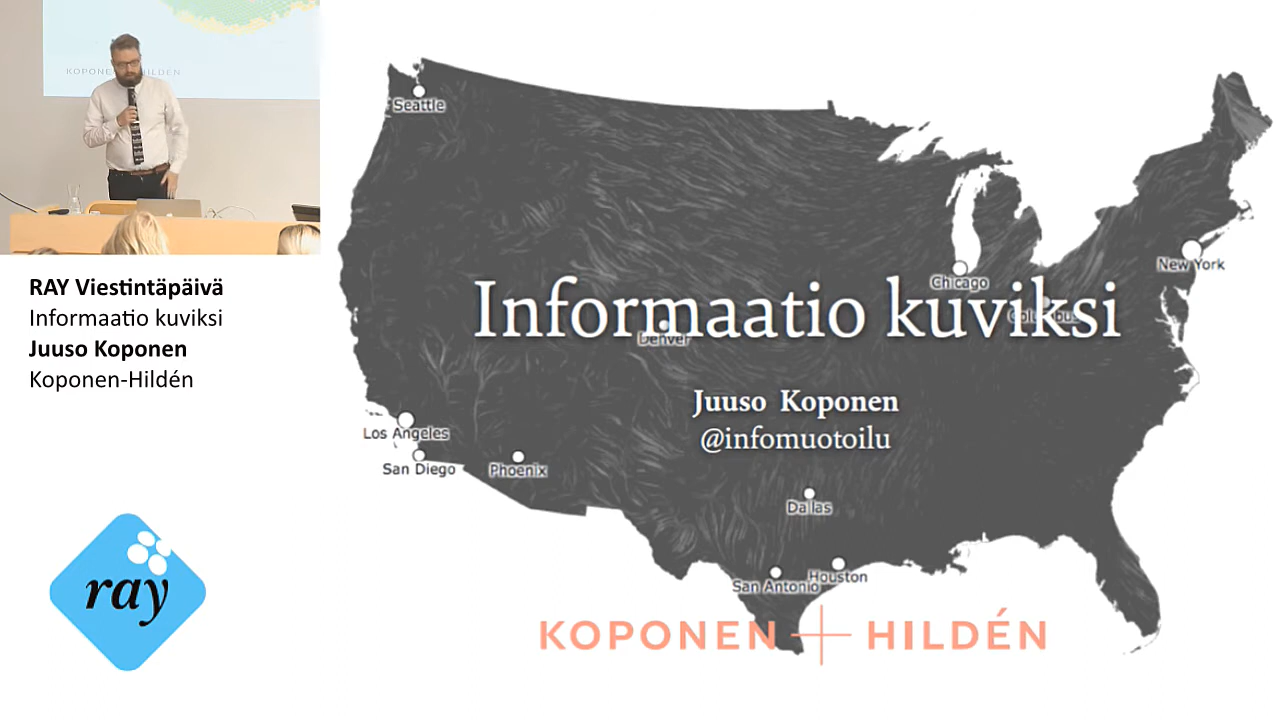 KOPONEN HILDÉN
RAY Viestintäpäivä
Informaatio kuviksi
Juuso Koponen
Koponen-Hildén
ray
Seattle
Chicago
New York
Informaatio kuviksi
Denver
Juuso Koponen
@infomuotoilu
Los Angeles
San Diego
Phoenix
Dallas
Houston
San Antonio
KOPONEN + HILDÉN